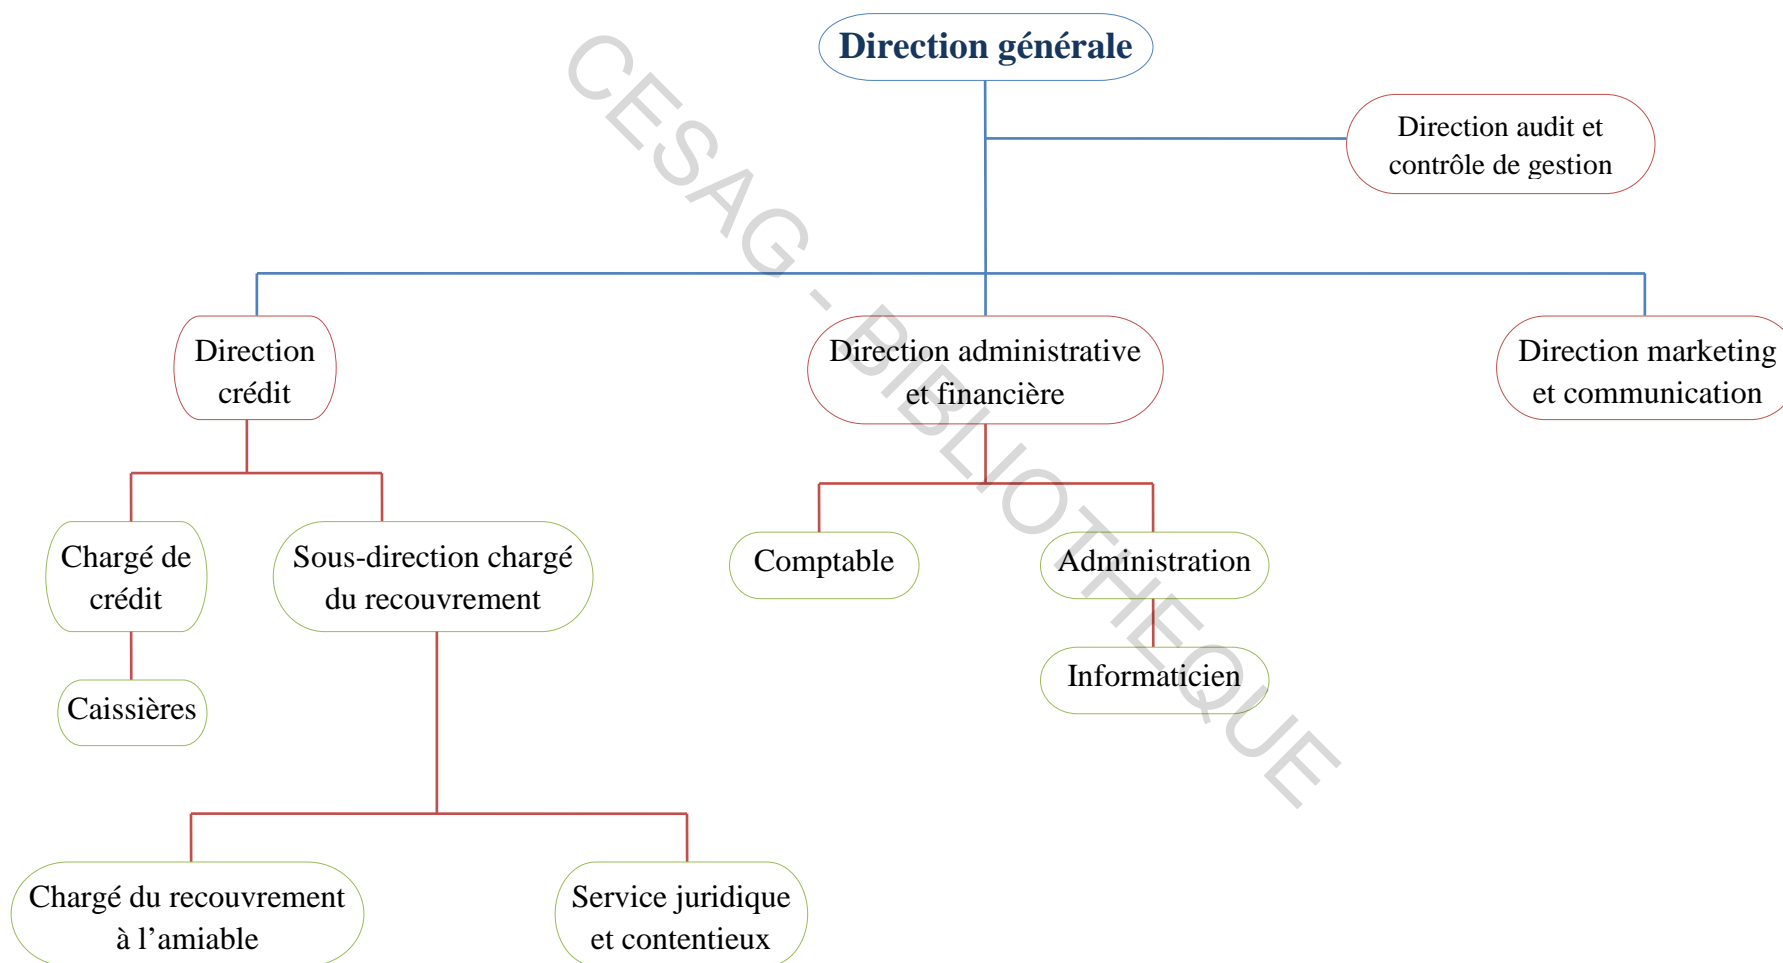 Direction générale
Direction audit et
contrôle de gestion
Direction
crédit
Direction administrative
et financière
Direction marketing
et communication
Chargé de
crédit
Sous-direction chargé
du recouvrement
Comptable
Administration
Informaticien
Caissières
Chargé du recouvrement
à l’amiable
Service juridique
et contentieux
CESAG - BIBLIOTHEQUE